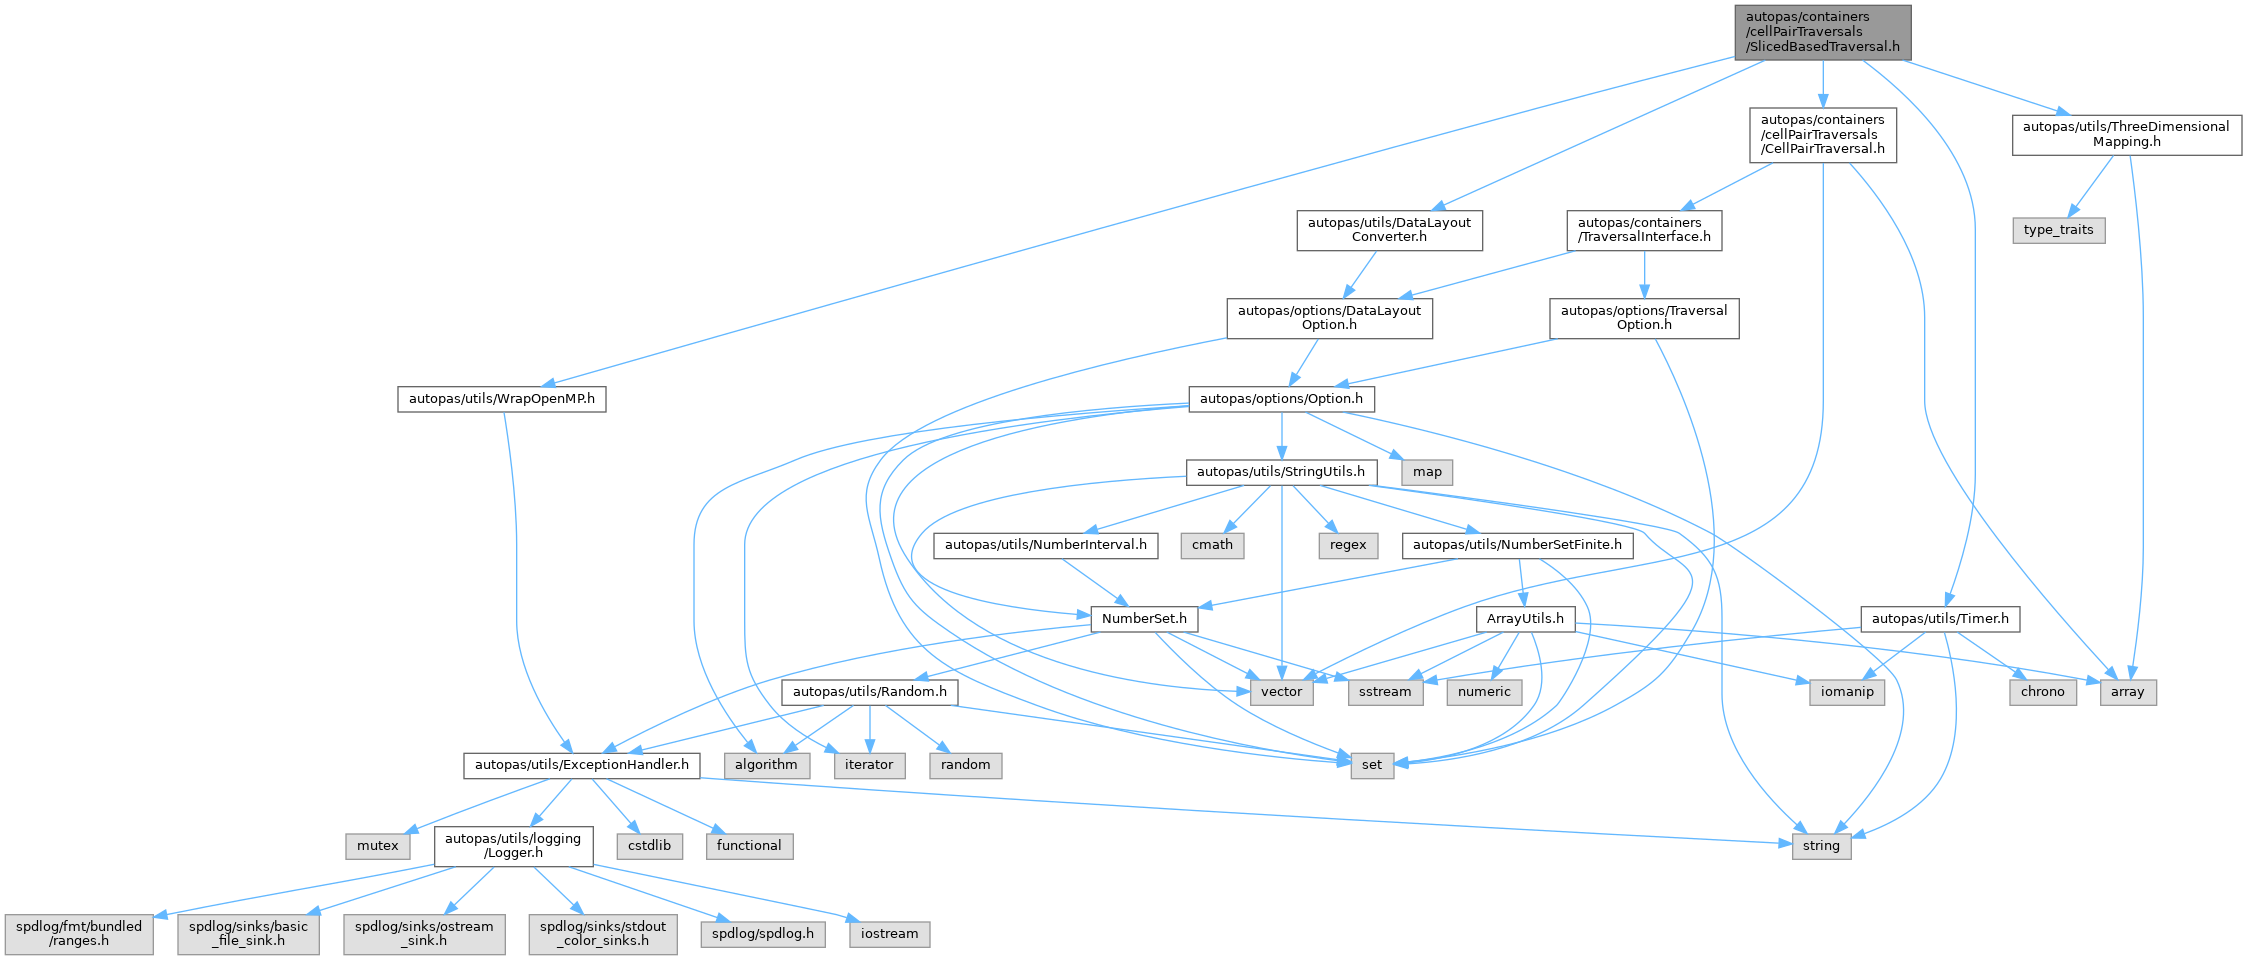 autopas/containers
/cellPairTraversals
/SlicedBasedTraversal.h
autopas/containers
/cellPairTraversals
/CellPairTraversal.h
autopas/utils/ThreeDimensional
Mapping.h
autopas/utils/DataLayout
Converter.h
autopas/containers
/TraversalInterface.h
type_traits
autopas/options/DataLayout
Option.h
autopas/options/Traversal
Option.h
autopas/utils/WrapOpenMP.h
autopas/options/Option.h
autopas/utils/StringUtils.h
map
autopas/utils/NumberInterval.h
cmath
regex
autopas/utils/NumberSetFinite.h
NumberSet.h
ArrayUtils.h
autopas/utils/Timer.h
autopas/utils/Random.h
vector
sstream
numeric
iomanip
chrono
array
autopas/utils/ExceptionHandler.h
algorithm
iterator
random
set
mutex
autopas/utils/logging
/Logger.h
cstdlib
functional
string
spdlog/fmt/bundled
/ranges.h
spdlog/sinks/basic
_file_sink.h
spdlog/sinks/ostream
_sink.h
spdlog/sinks/stdout
_color_sinks.h
spdlog/spdlog.h
iostream